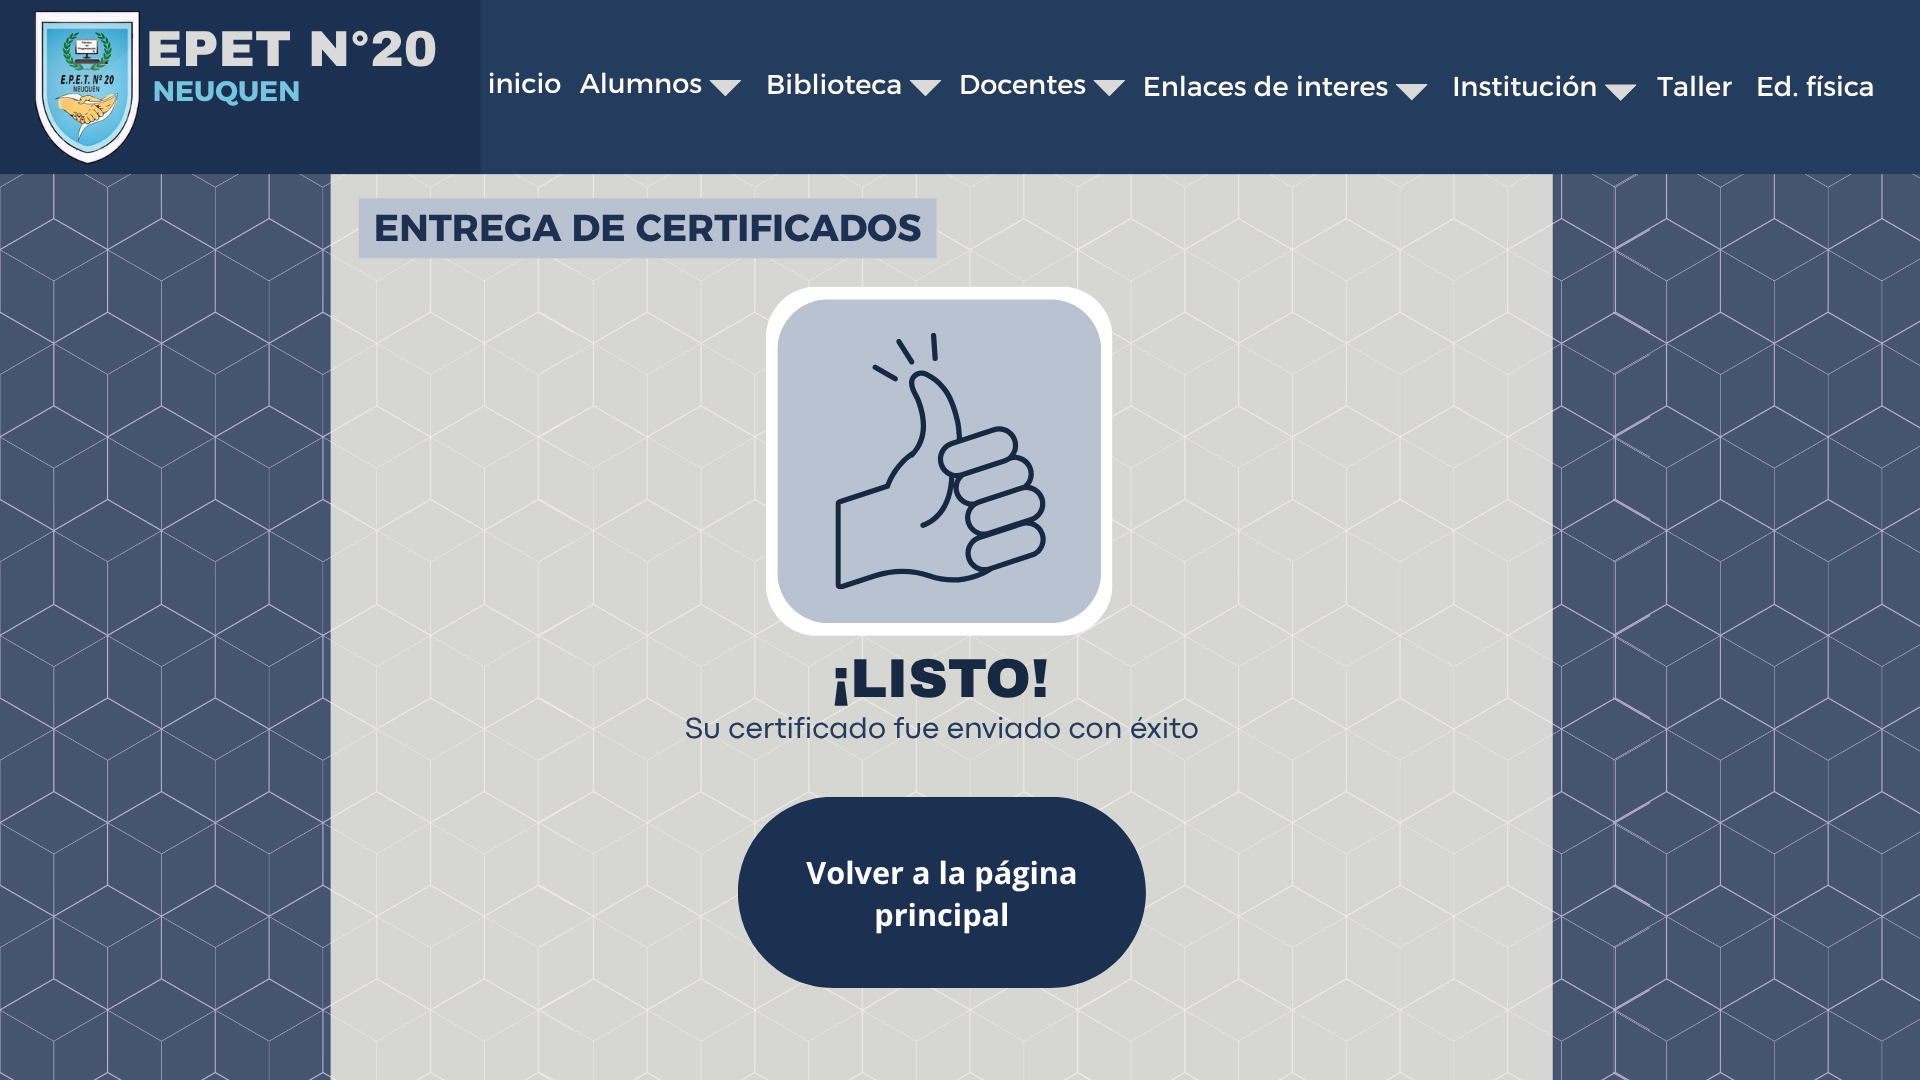 EPET N°20
NEUQUEN
E.P.E.T. Nº 20
NEUQUÉN
inicio Alumnos Biblioteca Docentes Enlaces de interes Institución Taller Ed. física
ENTREGA DE CERTIFICADOS
¡LISTO!
Su certificado fue enviado con éxito
Volver a la página
principal